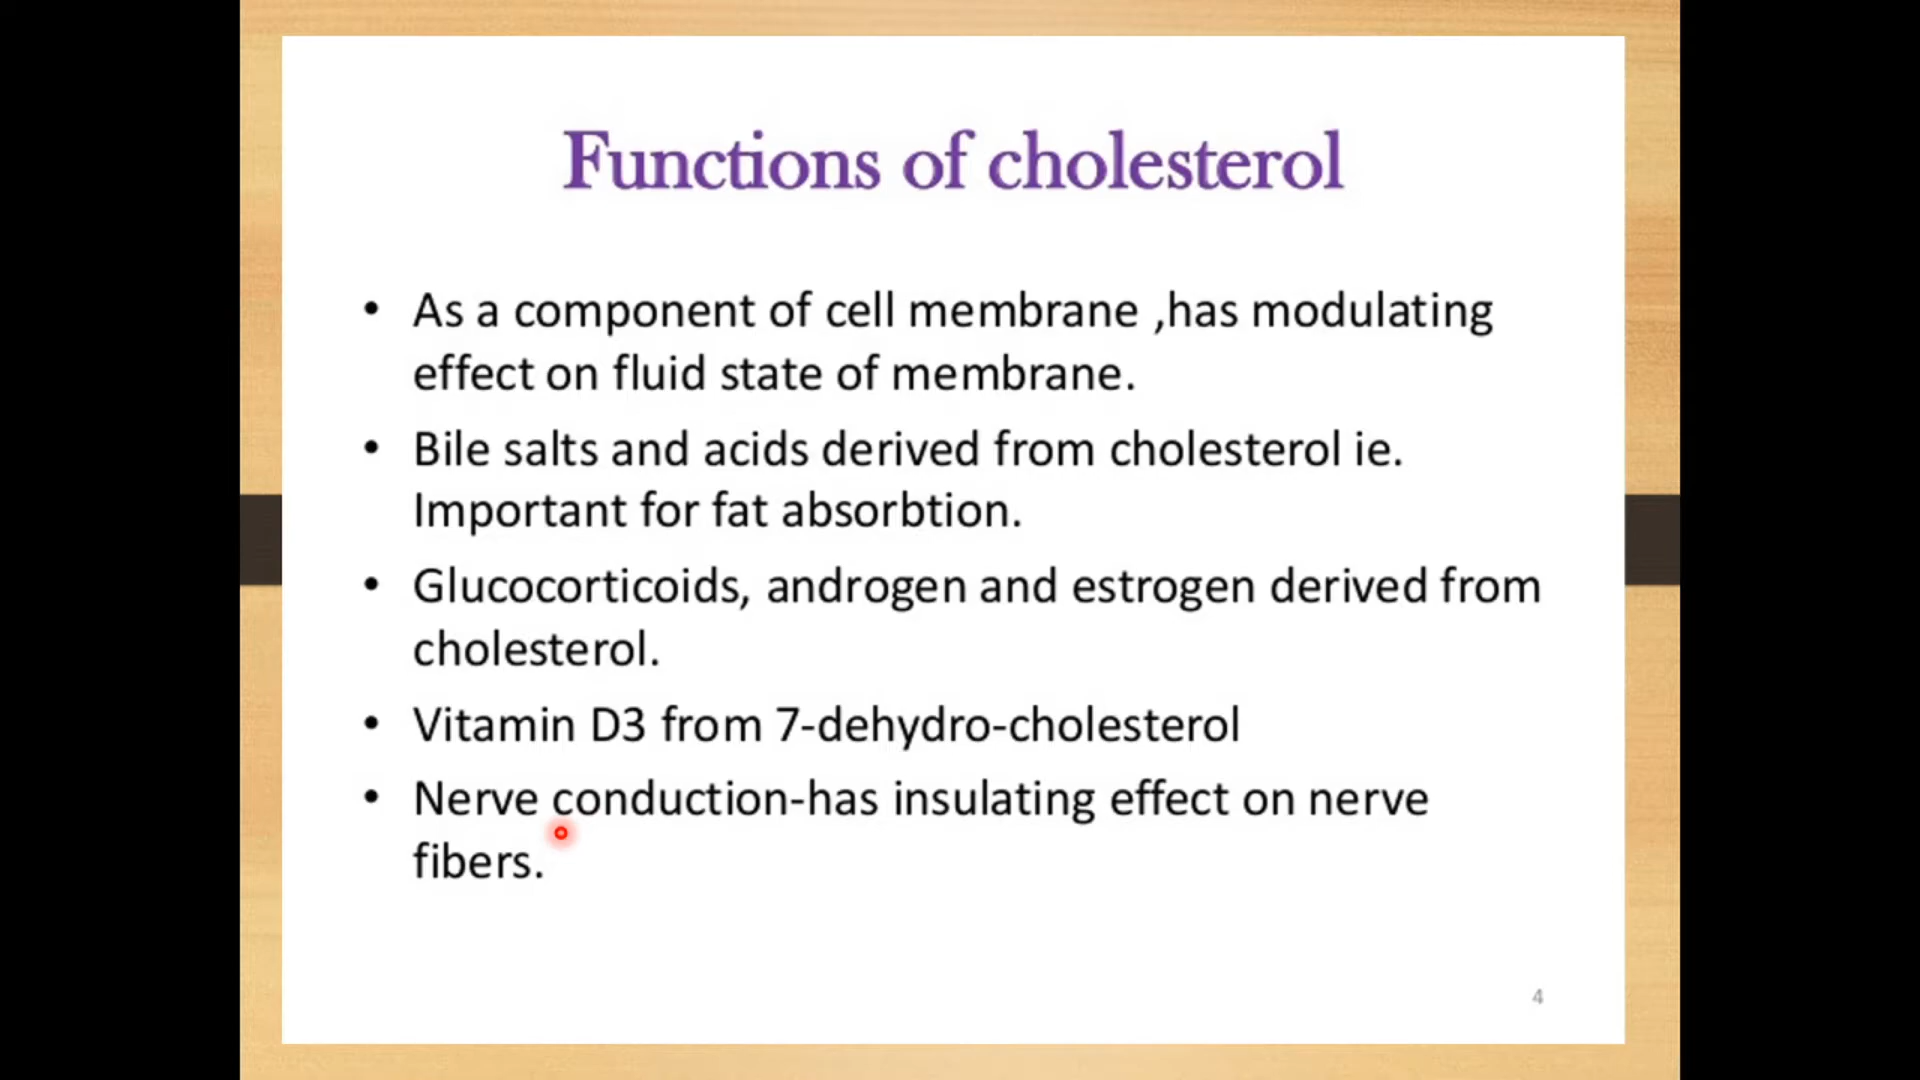 Functions of cholesterol
• As a component of cell membrane ,has modulating
effect on fluid state of membrane.
• Bile salts and acids derived from cholesterol ie.
Important for fat absorbtion.
• Glucocorticoids, androgen and estrogen derived from
cholesterol.
• Vitamin D3 from 7-dehydro-cholesterol
• Nerve conduction-has insulating effect on nerve
fibers.
4